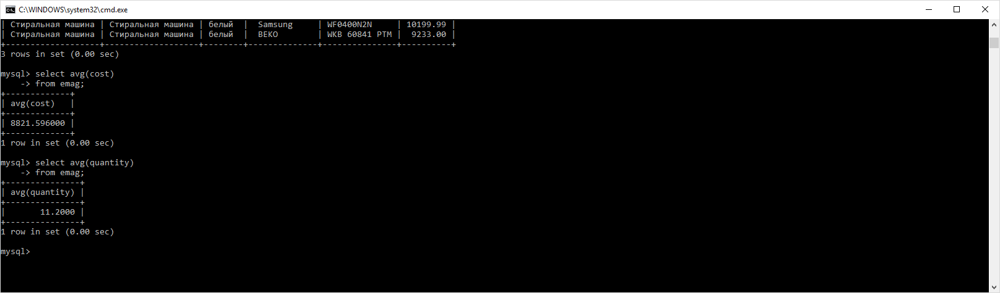 C:\WINDOWS\system32\cmd.exe
| Стиральная машина | Стиральная машина | белый  |  Samsung     | WF0400N2N     | 10199.99 |
| Стиральная машина | Стиральная машина | белый  |  BEKO        | WKB 60841 PTM |  9233.00 |
+-------------------+-------------------+--------+--------------+---------------+----------+
3 rows in set (0.00 sec)
mysql> select avg(cost)
    -> from emag;
+-------------+
| avg(cost)   |
+-------------+
| 8821.596000 |
+-------------+
1 row in set (0.00 sec)
mysql> select avg(quantity)
    -> from emag;
+---------------+
| avg(quantity) |
+---------------+
|       11.2000 |
+---------------+
1 row in set (0.00 sec)
mysql>